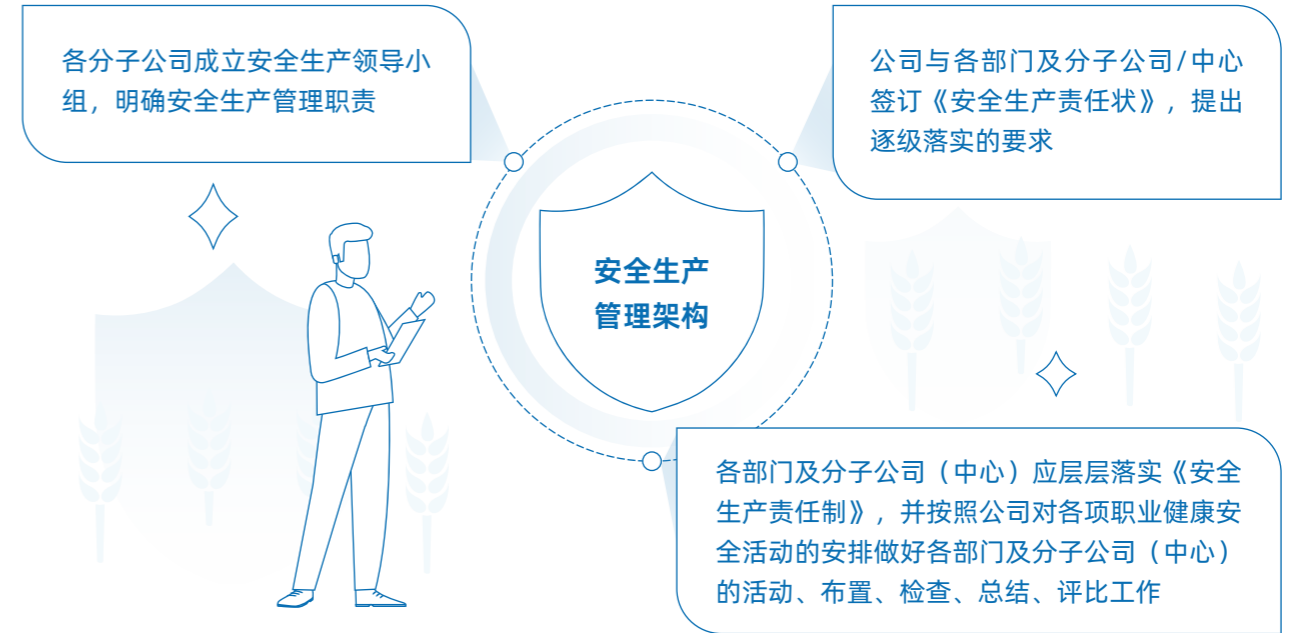 各分子公司成立安全生产领导小
组，明确安全生产管理职责
公司与各部门及分子公司/中心
签订《安全生产责任状》，提出
逐级落实的要求
安全生产
管理架构
各部门及分子公司（中心）应层层落实《安全
生产责任制》，并按照公司对各项职业健康安
全活动的安排做好各部门及分子公司（中心）
的活动、布置、检查、总结、评比工作